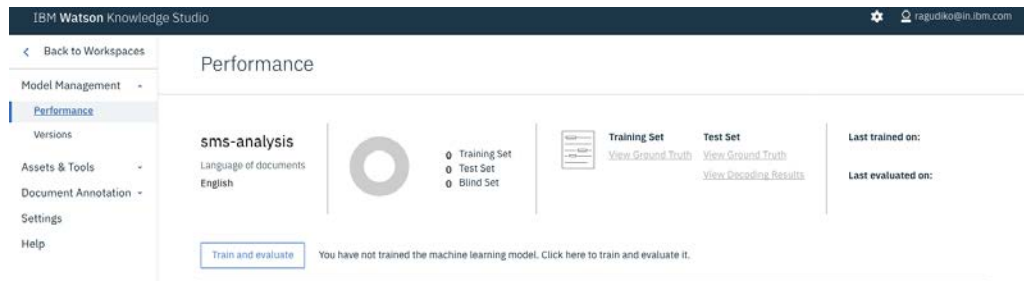 IBM Watson Knowledge Studio
ragudiko@in.ibm.com
Back to Workspaces
Model Management
Performance
Versions
Assets & Tools
Document Annotation
Settings
Help
Performance
sms-analysis
Language of documents
English
0 Training Set
0 Test Set
0 Blind Set
Training Set
View Ground Truth
Test Set
View Ground Truth
View Decoding Results
Last trained on:
Last evaluated on:
Train and evaluate
You have not trained the machine learning model. Click here to train and evaluate it.